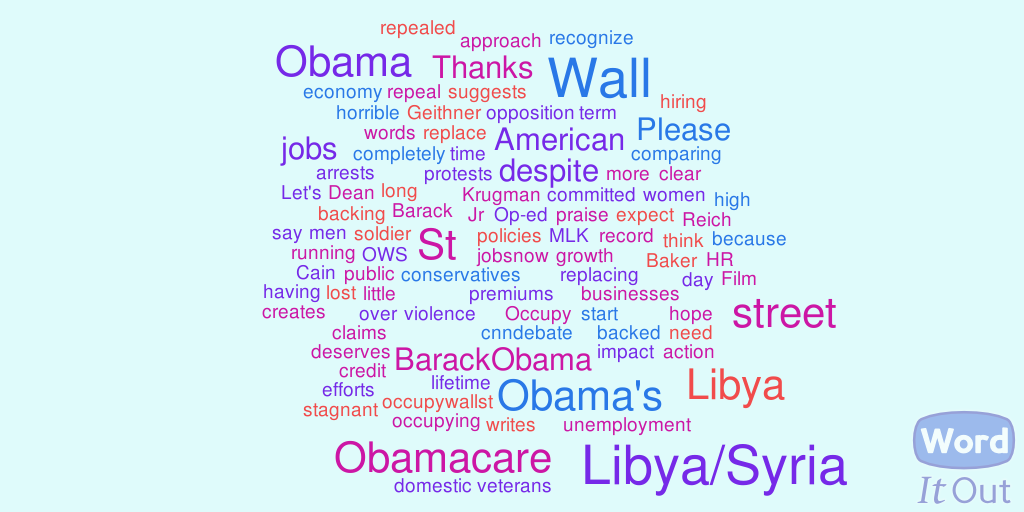 repealed
approach recognize
Obama Thanks Wall
economy repeal suggests
hiring
horrible Geithner opposition term
words replace American Please
jobs completely time comparing
arrests protests despite more clear
Let's Dean long Krugman committed women high
backing Barack Jr Op-ed praise expect Reich
say men soldier St policies MLK record think because
running OWS jobsnow growth Baker HR
Cain public conservatives replacing day Film
having lost little premiums businesses
creates over violence Occupy start hope street
claims cnndebate backed need
deserves BarackObama impact action
credit
efforts lifetime Obama's Libya
stagnant occupywallst
occupying writes unemployment
Obamacare Libya/Syria
domestic veterans
Word
It Out